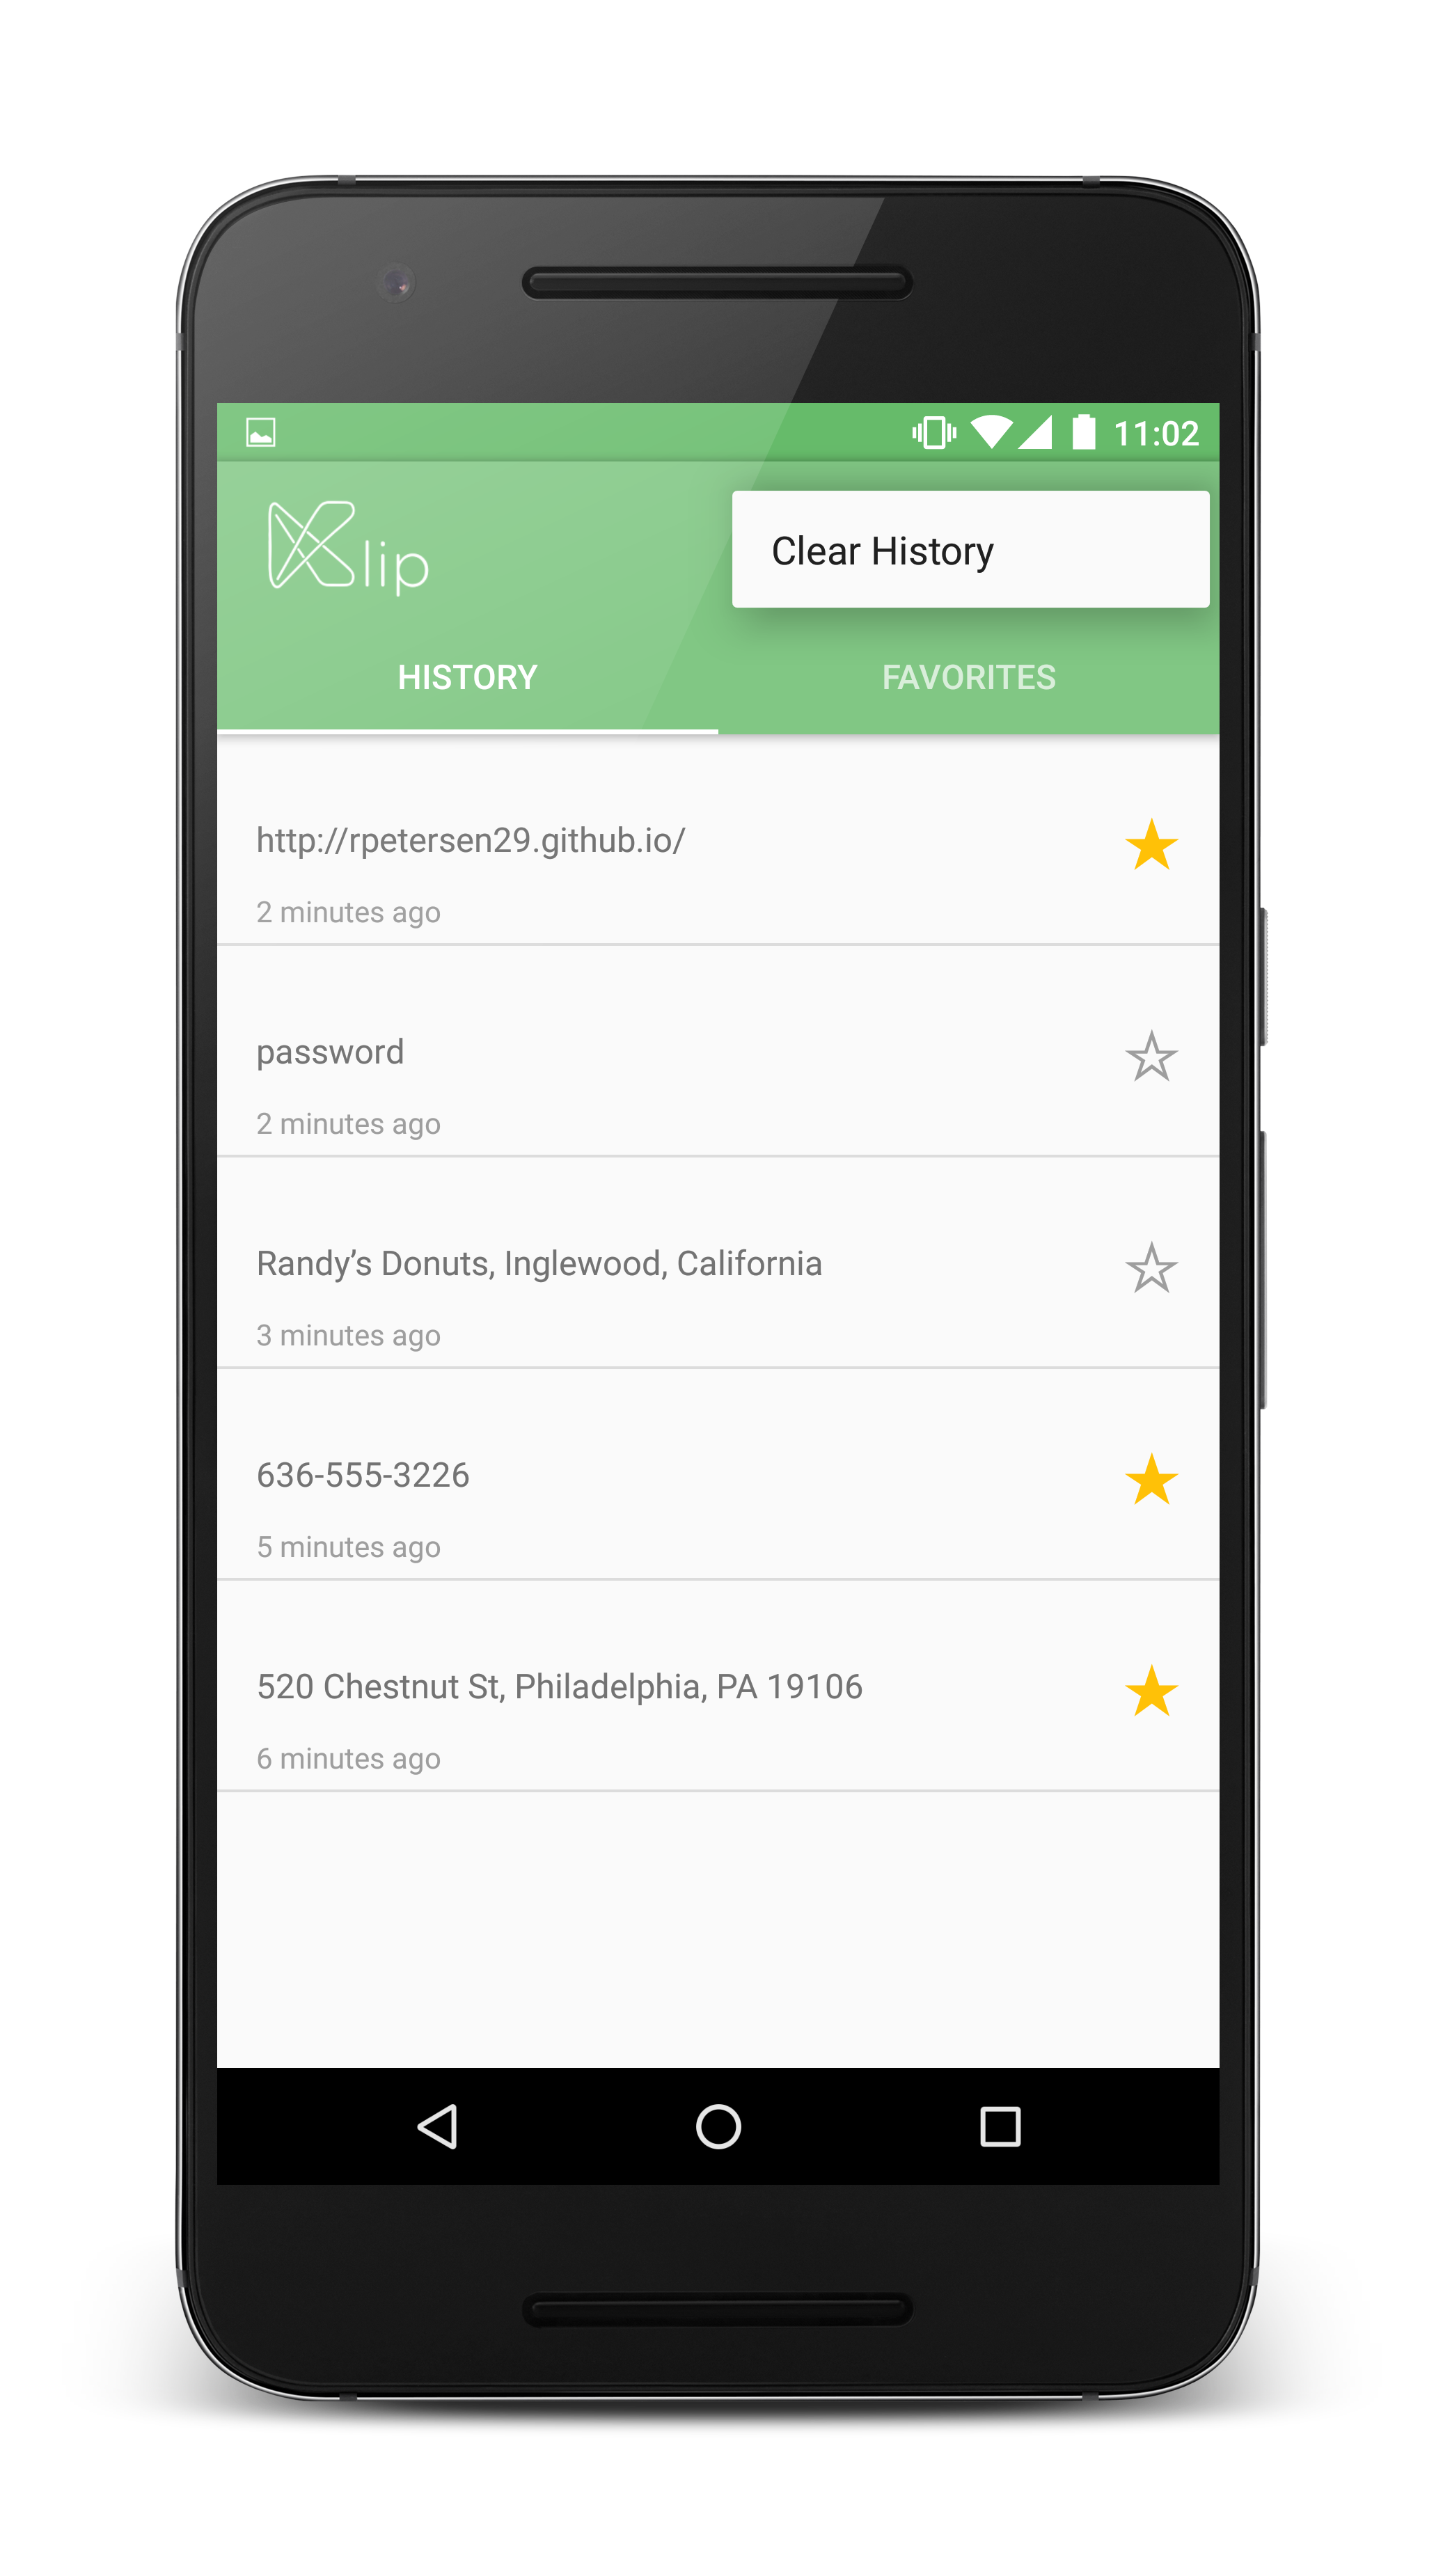 11:02
Klip
Clear History
HISTORY
FAVORITES
http://rpetersen29.github.io/
2 minutes ago
password
2 minutes ago
Randy’s Donuts, Inglewood, California
3 minutes ago
636-555-3226
5 minutes ago
520 Chestnut St, Philadelphia, PA 19106
6 minutes ago